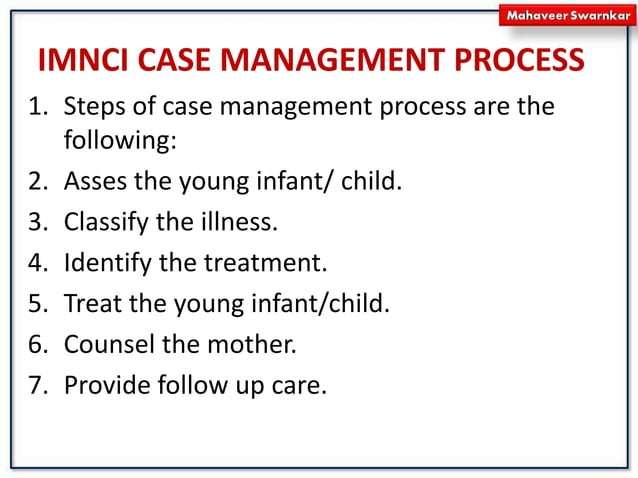 Mahaveer Swarnkar
IMNCI CASE MANAGEMENT PROCESS
1. Steps of case management process are the
following:
2. Asses the young infant/ child.
3. Classify the illness.
4. Identify the treatment.
5. Treat the young infant/child.
6. Counsel the mother.
7. Provide follow up care.